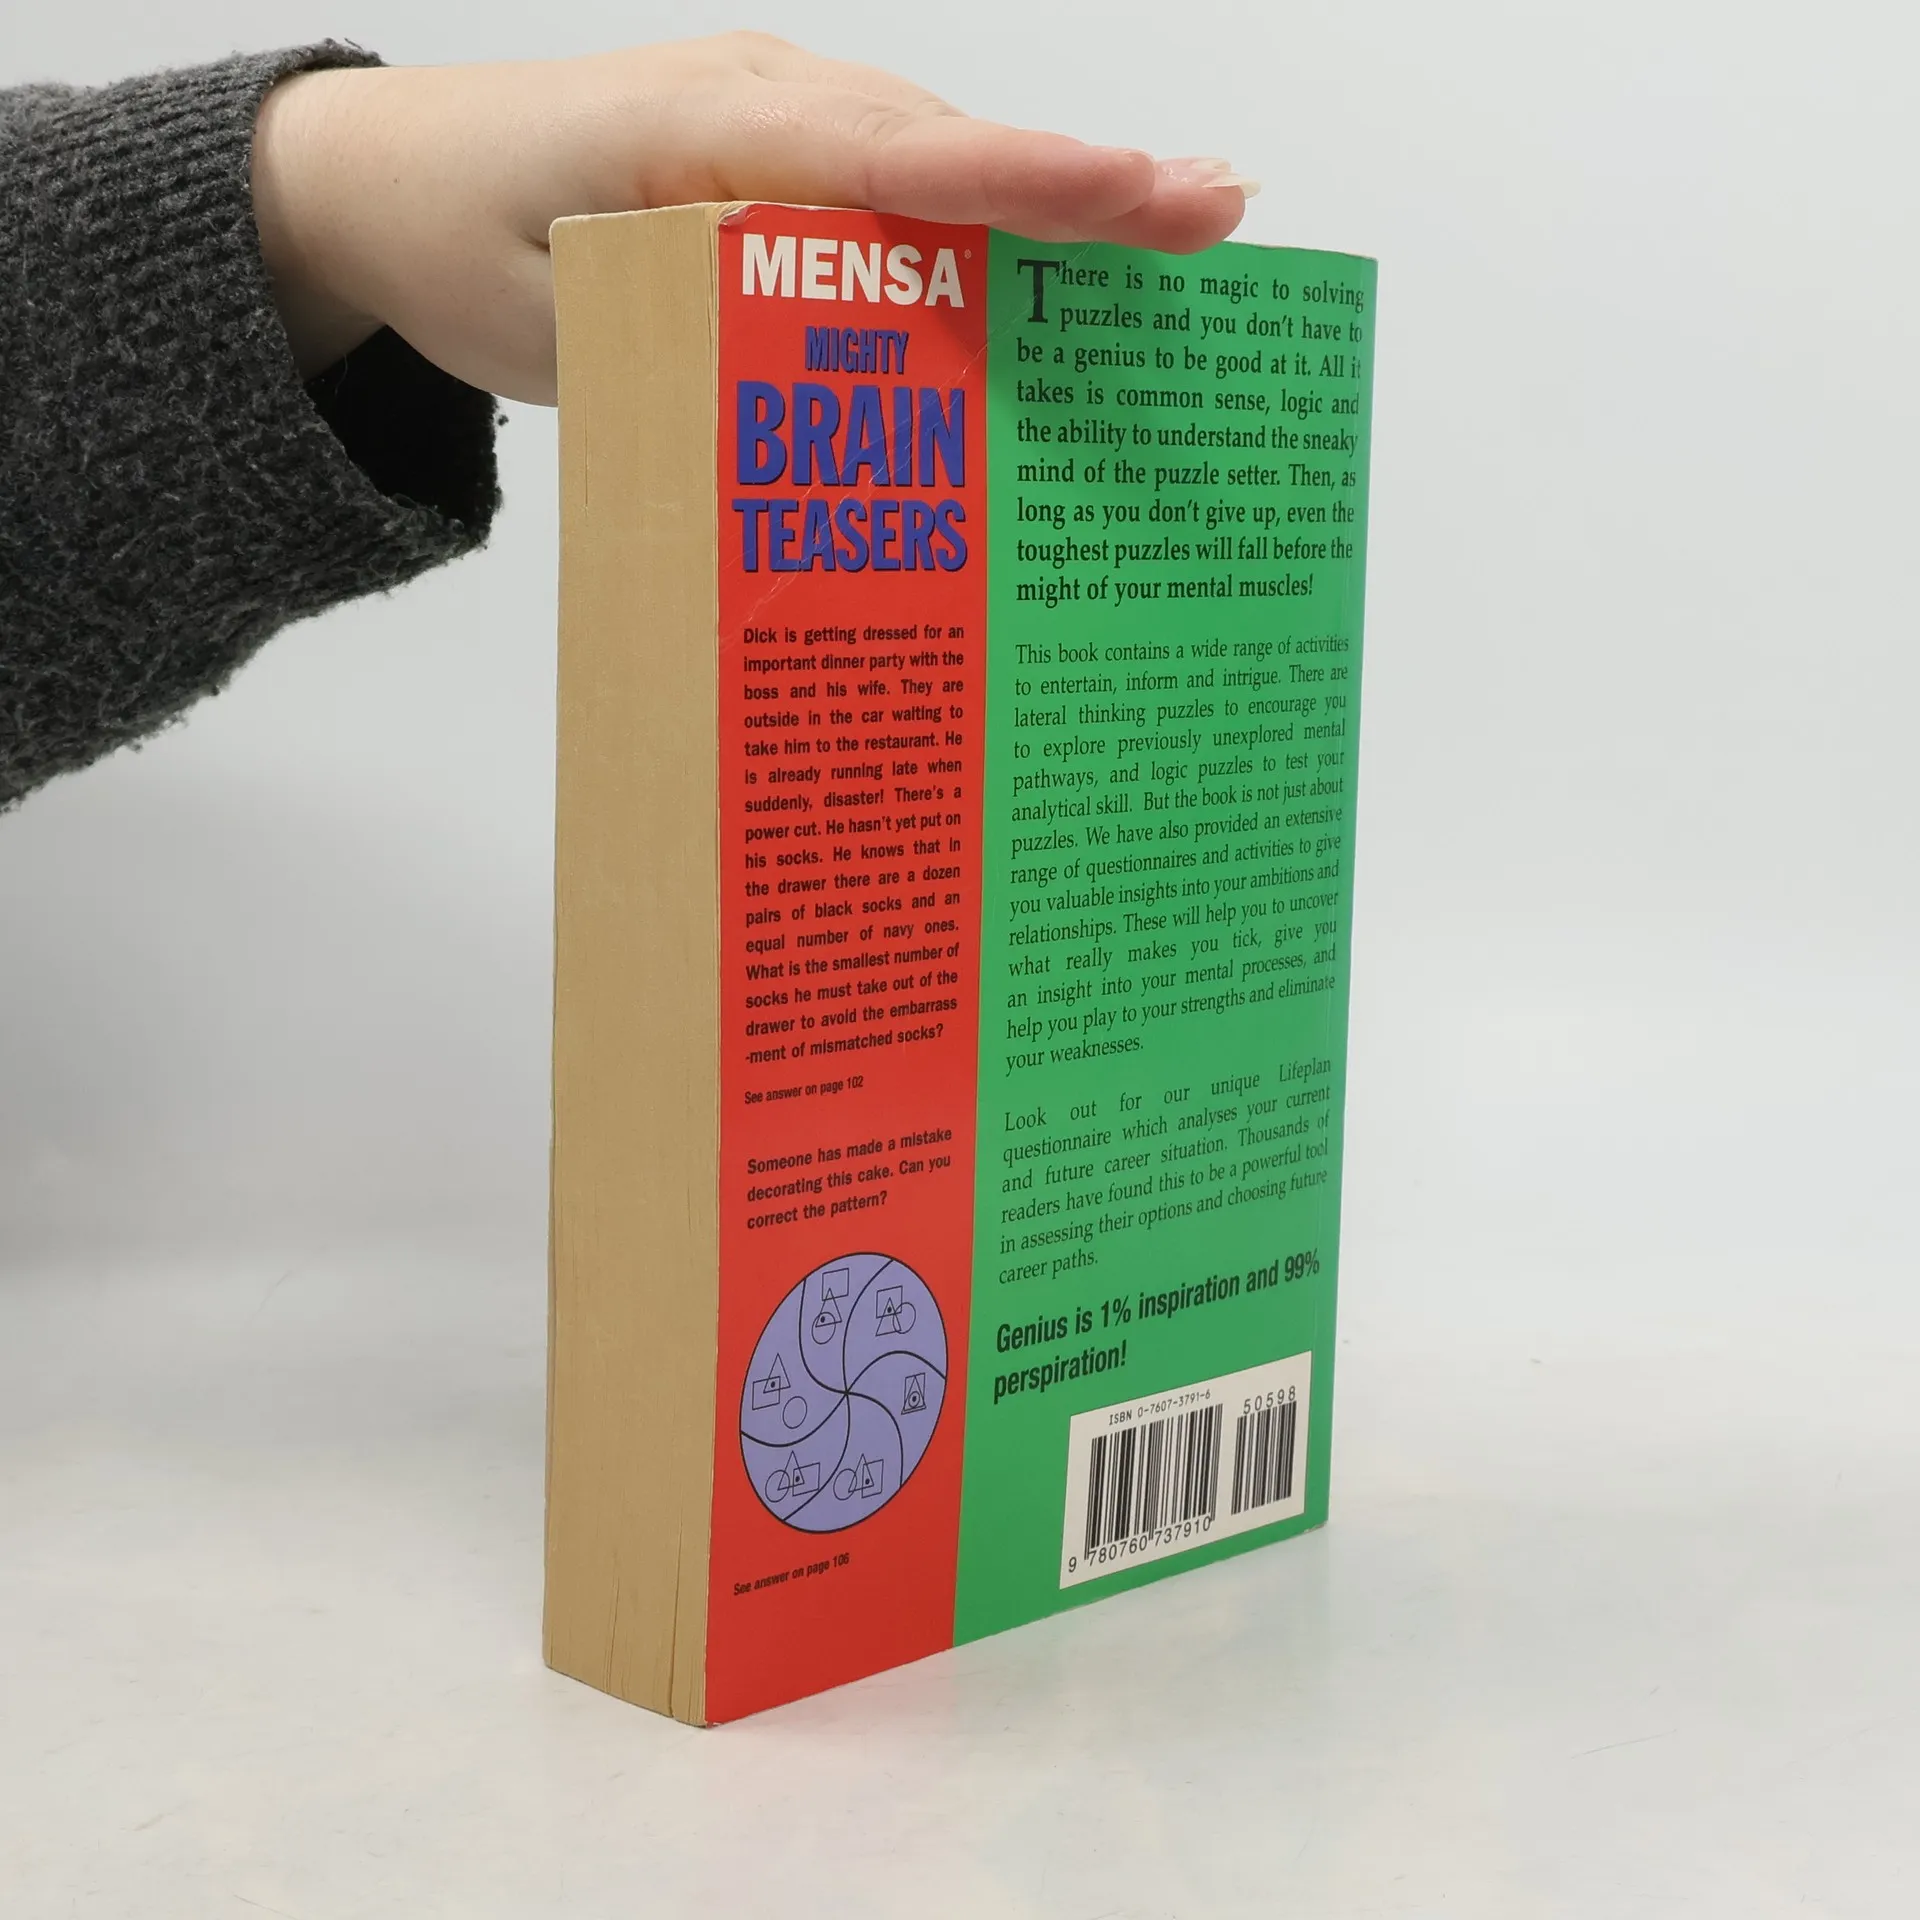 MENSA®
MIGHTY
BRAIN
TEASERS
Dick is getting dressed for an
important dinner party with the
boss and his wife. They are
outside in the car waiting to
take him to the restaurant. He
is already running late when
suddenly, disaster! There's a
power cut. He hasn't yet put on
his socks. He knows that in
the drawer there are a dozen
pairs of black socks and an
equal number of navy ones.
What is the smallest number of
socks he must take out of the
drawer to avoid the embarrass
-ment of mismatched socks?
See answer on page 102
Someone has made a mistake
decorating this cake. Can you
correct the pattern?
See answer on page 106
There is no magic to solving
puzzles and you don't have to
be a genius to be good at it. All it
takes is common sense, logic and
the ability to understand the sneaky
mind of the puzzle setter. Then, as
long as you don't give up, even the
toughest puzzles will fall before the
might of your mental muscles!
This book contains a wide range of activities
to entertain, inform and intrigue. There are
lateral thinking puzzles to encourage you
to explore previously unexplored mental
pathways, and logic puzzles to test your
analytical skill. But the book is not just about
puzzles. We have also provided an extensive
range of questionnaires and activities to give
you valuable insights into your ambitions and
relationships. These will help you to uncover
what really makes you tick, give you
an insight into your mental processes, and
help you play to your strengths and eliminate
your weaknesses.
Look out for our unique Lifeplan
questionnaire which analyses your current
and future career situation. Thousands of
readers have found this to be a powerful tool
in assessing their options and choosing future
career paths.
Genius is 1% inspiration and 99%
perspiration!
ISBN 0-7607-3791-6
50598
9 780760 737910